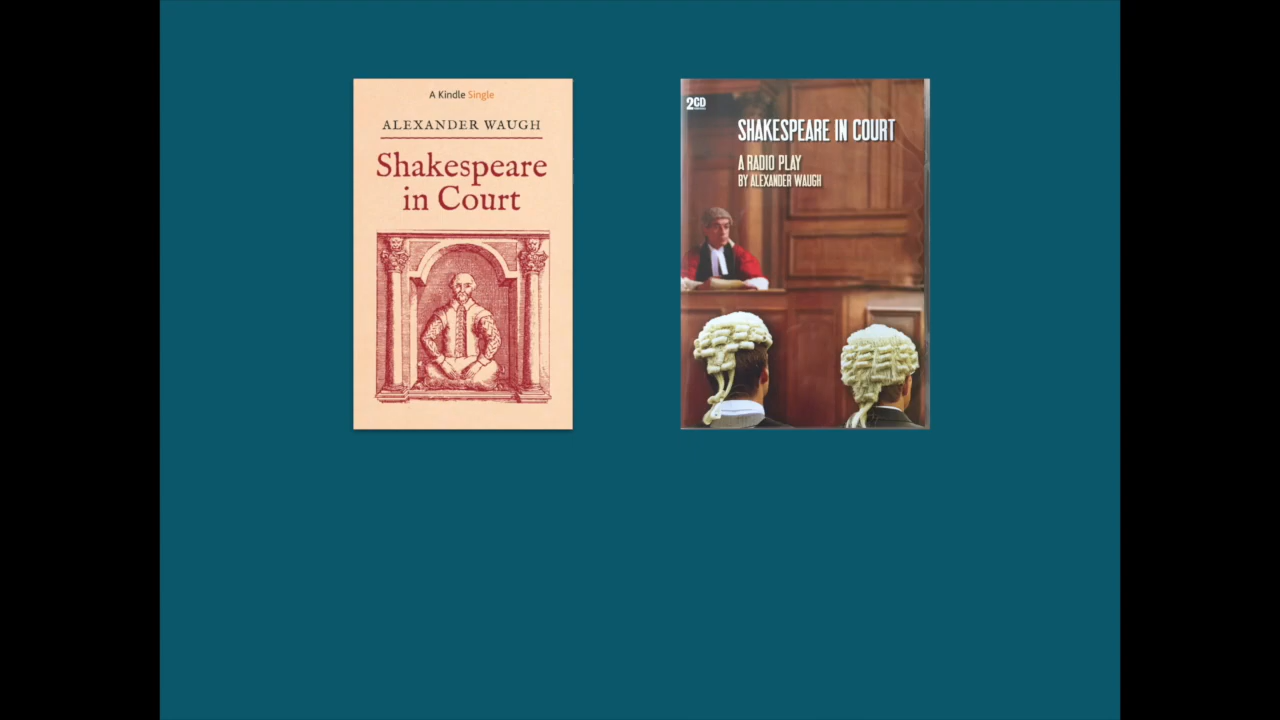 A Kindle Single
ALEXANDER WAUGH
Shakespeare
in Court
2CD
SHAKESPEARE IN COURT
A RADIO PLAY
BY ALEXANDER WAUGH